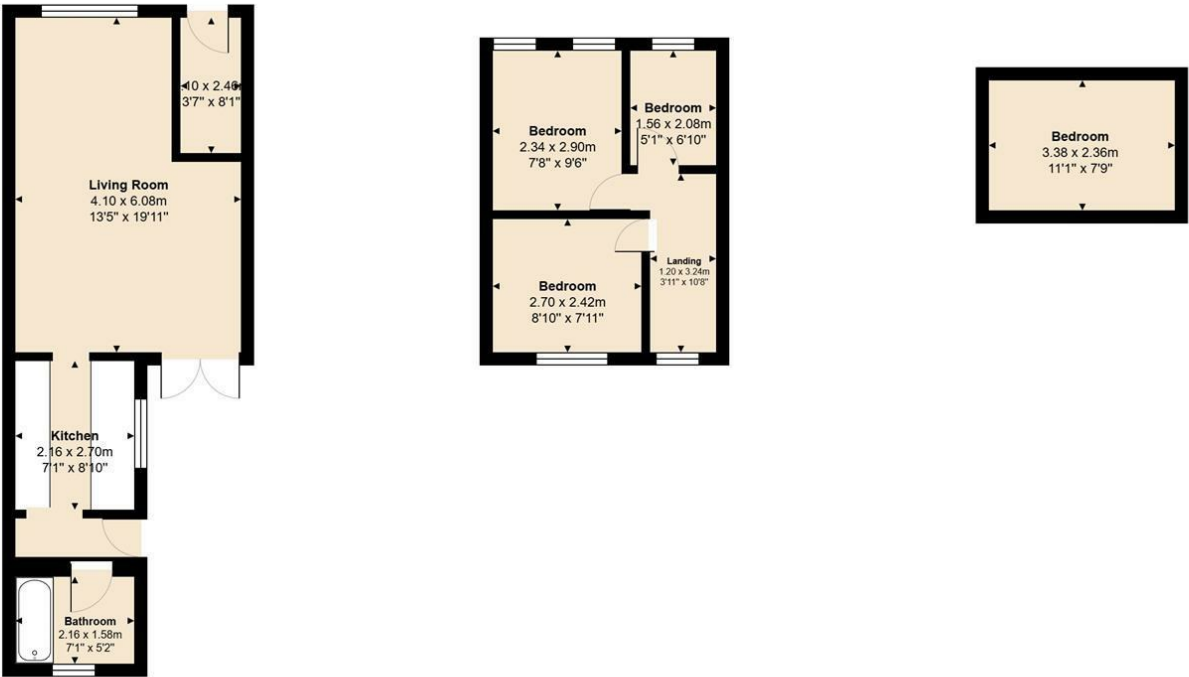 .10 x 2.46
3'7" x 8'1"
Living Room
4.10 x 6.08m
13'5" x 19'11"
Kitchen
2.16 x 2.70m
7'1" x 8'10"
Bathroom
2.16 x 1.58m
7'1" x 5'2"
Bedroom
2.34 x 2.90m
7'8" x 9'6"
Bedroom
1.56 x 2.08m
5'1" x 6'10"
Bedroom
2.70 x 2.42m
8'10" x 7'11"
Landing
1.20 x 3.24m
3'11" x 10'8"
Bedroom
3.38 x 2.36m
11'1" x 7'9"